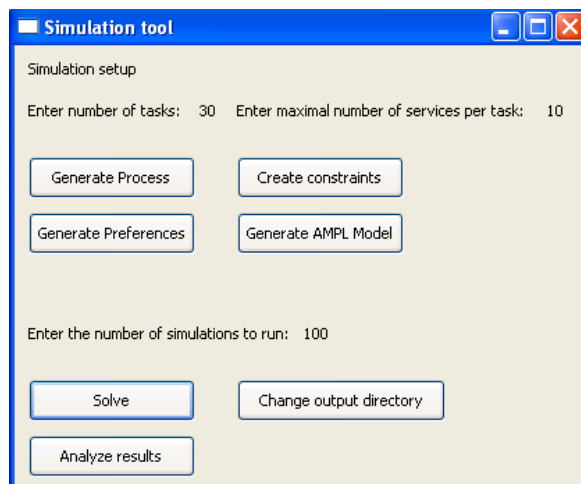 Simulation tool
Simulation setup
Enter number of tasks: 30 Enter maximal number of services per task: 10
Generate Process Create constraints
Generate Preferences Generate AMPL Model
Enter the number of simulations to run: 100
Solve Change output directory
Analyze results